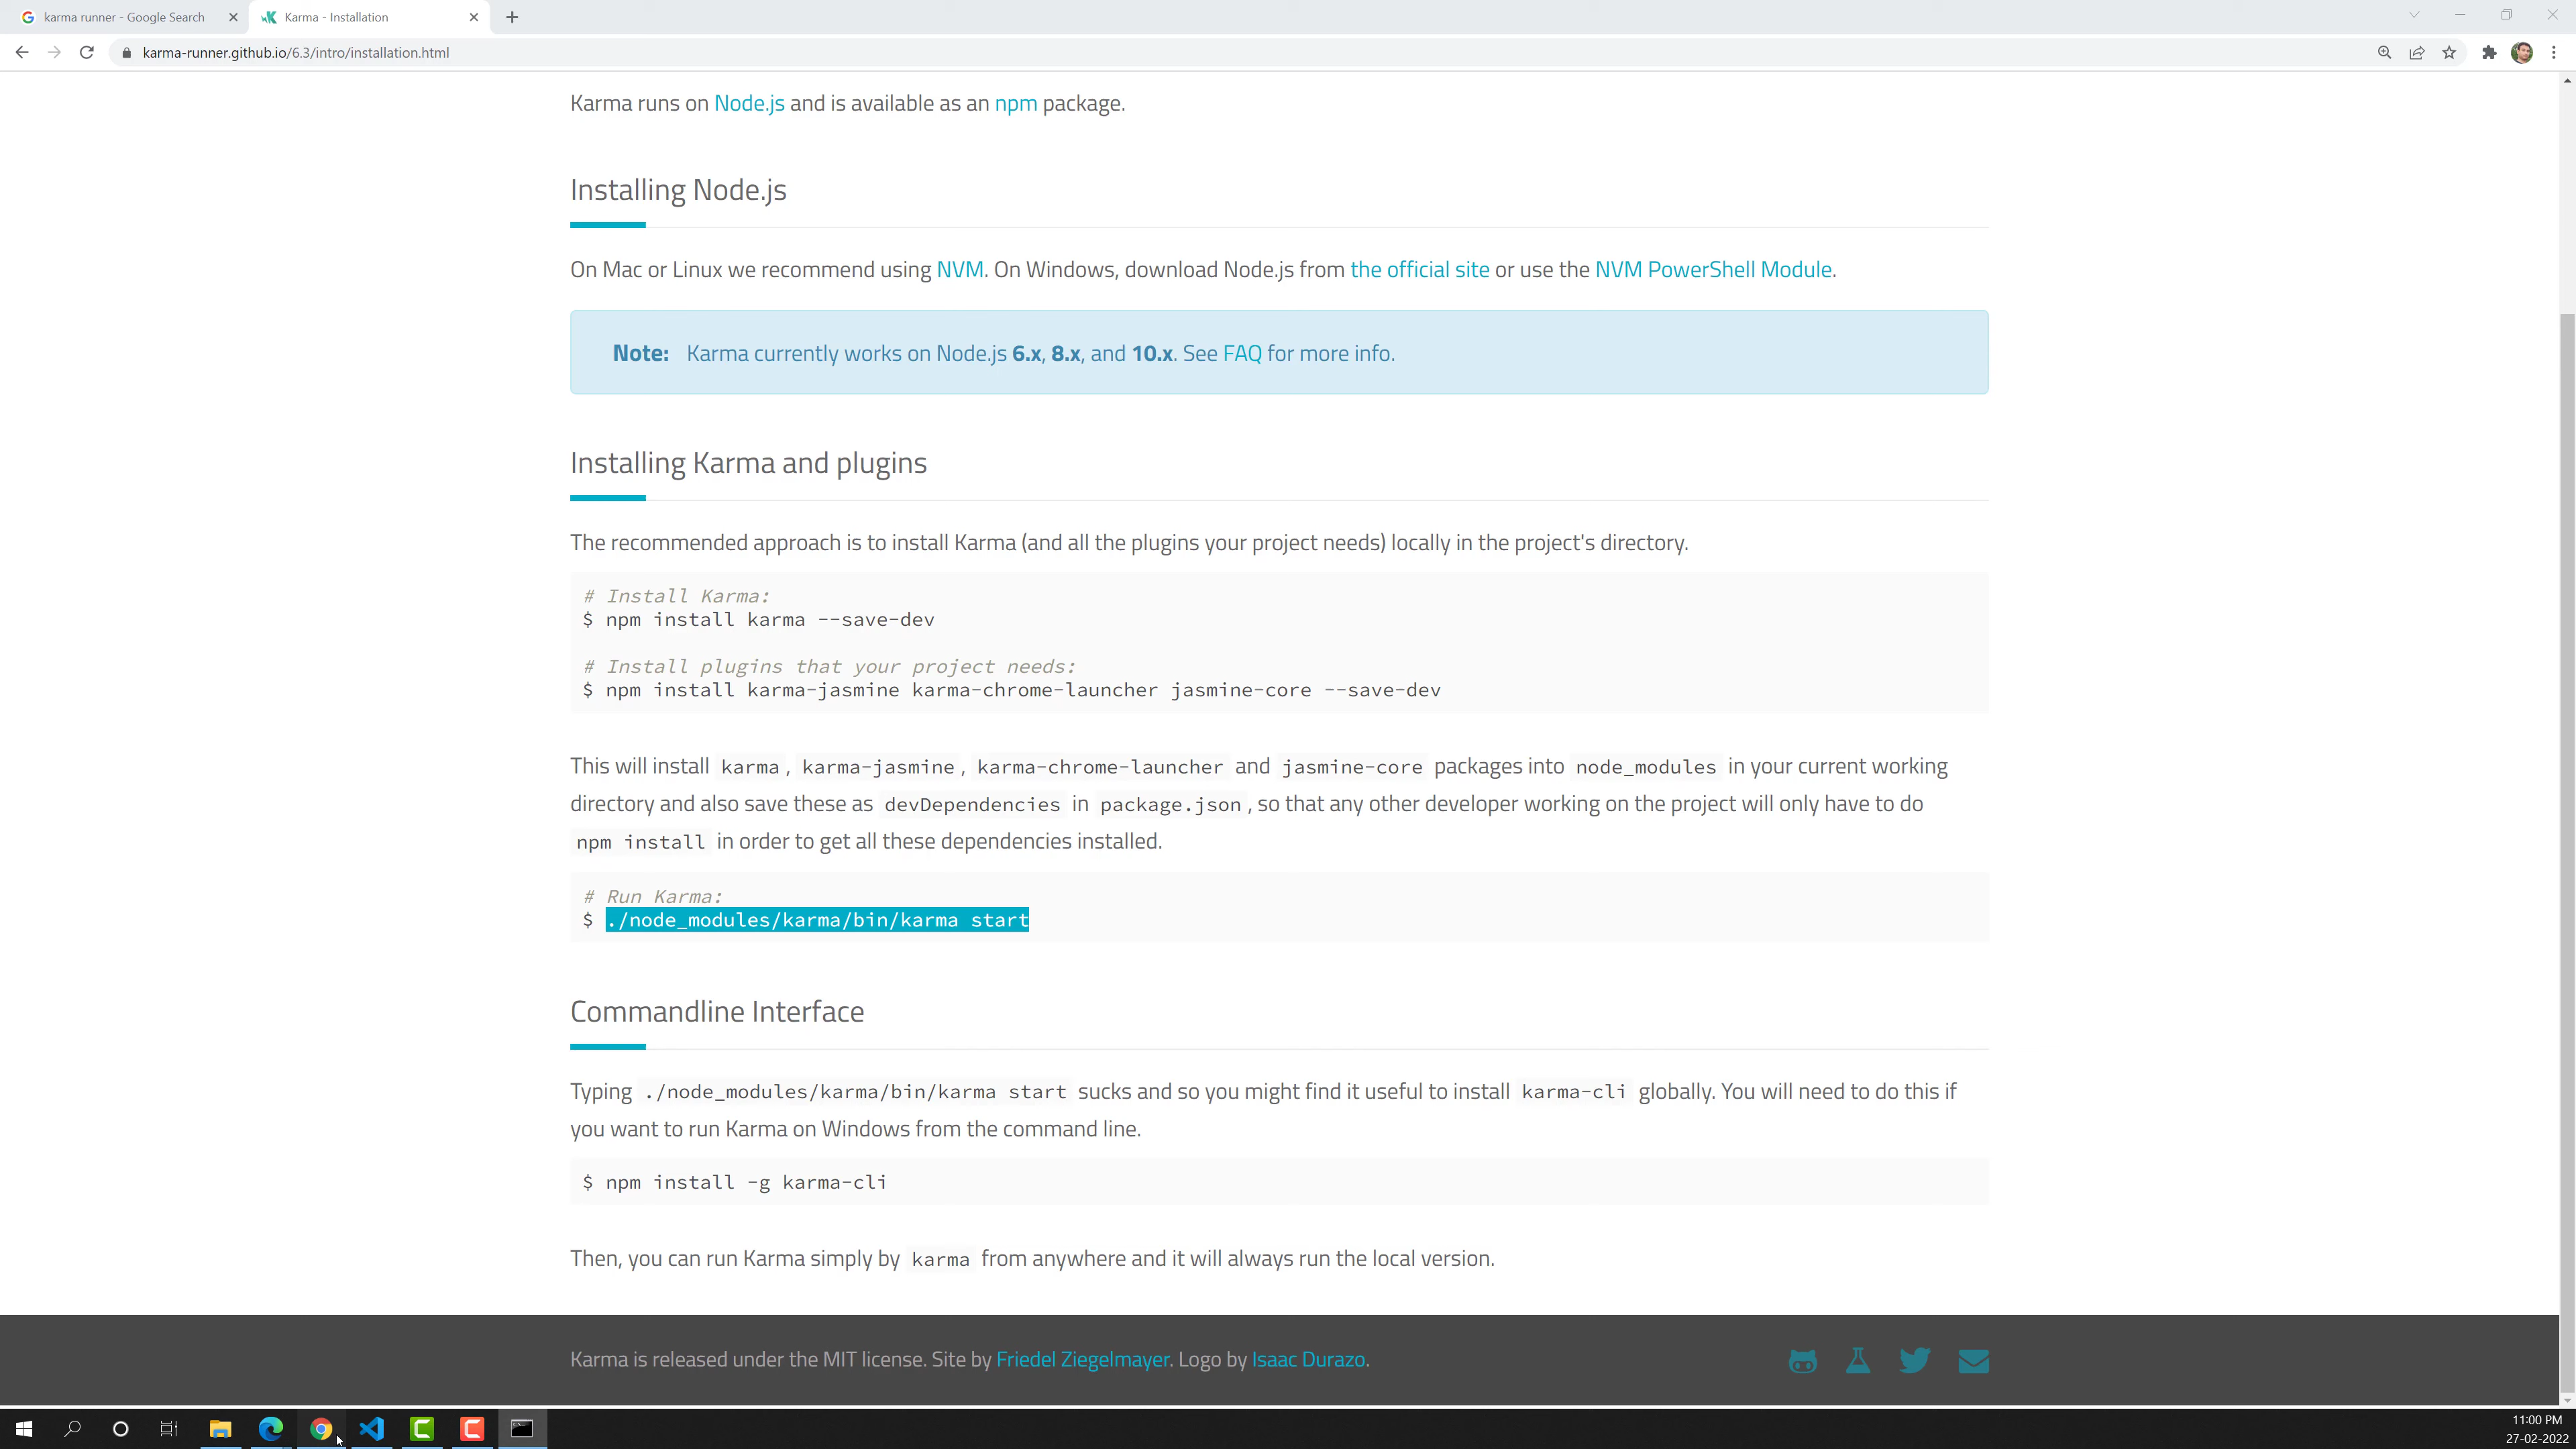 karma runner - Google Search
Karma - Installation
karma-runner.github.io/6.3/intro/installation.html
Karma runs on Node.js and is available as an npm package.
Installing Node.js
On Mac or Linux we recommend using NVM. On Windows, download Node.js from the official site or use the NVM PowerShell Module.
Note: Karma currently works on Node.js 6.x, 8.x, and 10.x. See FAQ for more info.
Installing Karma and plugins
The recommended approach is to install Karma (and all the plugins your project needs) locally in the project's directory.
# Install Karma:
$ npm install karma --save-dev
# Install plugins that your project needs:
$ npm install karma-jasmine karma-chrome-launcher jasmine-core --save-dev
This will install karma, karma-jasmine, karma-chrome-launcher and jasmine-core packages into node_modules in your current working
directory and also save these as devDependencies in package.json, so that any other developer working on the project will only have to do
npm install in order to get all these dependencies installed.
# Run Karma:
$ ./node_modules/karma/bin/karma start
Commandline Interface
Typing ./node_modules/karma/bin/karma start sucks and so you might find it useful to install karma-cli globally. You will need to do this if
you want to run Karma on Windows from the command line.
$ npm install -g karma-cli
Then, you can run Karma simply by karma from anywhere and it will always run the local version.
Karma is released under the MIT license. Site by Friedel Ziegelmayer. Logo by Isaac Durazo.
11:00 PM
27-02-2022